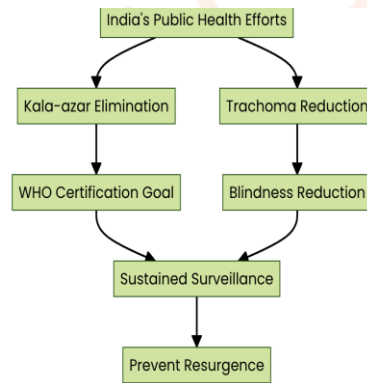 India's Public Health Efforts
Kala-azar Elimination
Trachoma Reduction
WHO Certification Goal
Blindness Reduction
Sustained Surveillance
Prevent Resurgence